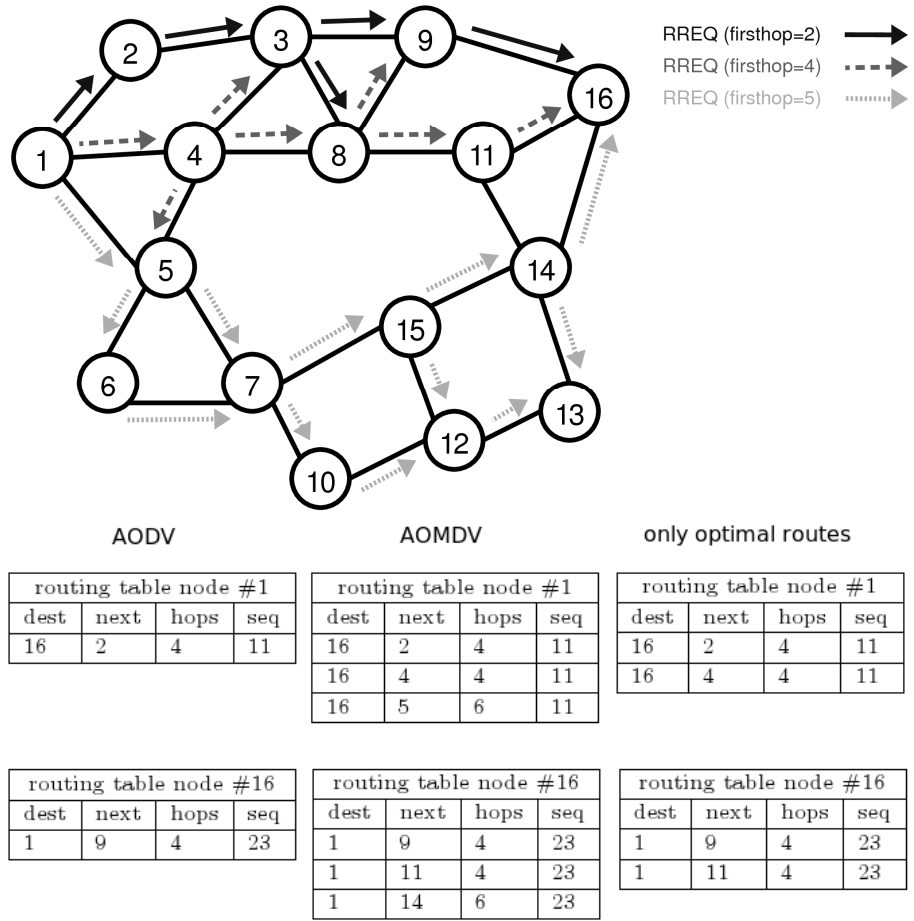 RREQ (firsthop=2)
RREQ (firsthop=4)
RREQ (firsthop=5)
2
3
9
16
1
4
8
11
5
14
15
6
7
13
12
10
AODV
routing table node #1
dest next hops seq
16 2 4 11
routing table node #16
dest next hops seq
1 9 4 23
AOMDV
routing table node #1
dest next hops seq
16 2 4 11
16 4 4 11
16 5 6 11
routing table node #16
dest next hops seq
1 9 4 23
1 11 4 23
1 14 6 23
only optimal routes
routing table node #1
dest next hops seq
16 2 4 11
16 4 4 11
routing table node #16
dest next hops seq
1 9 4 23
1 11 4 23